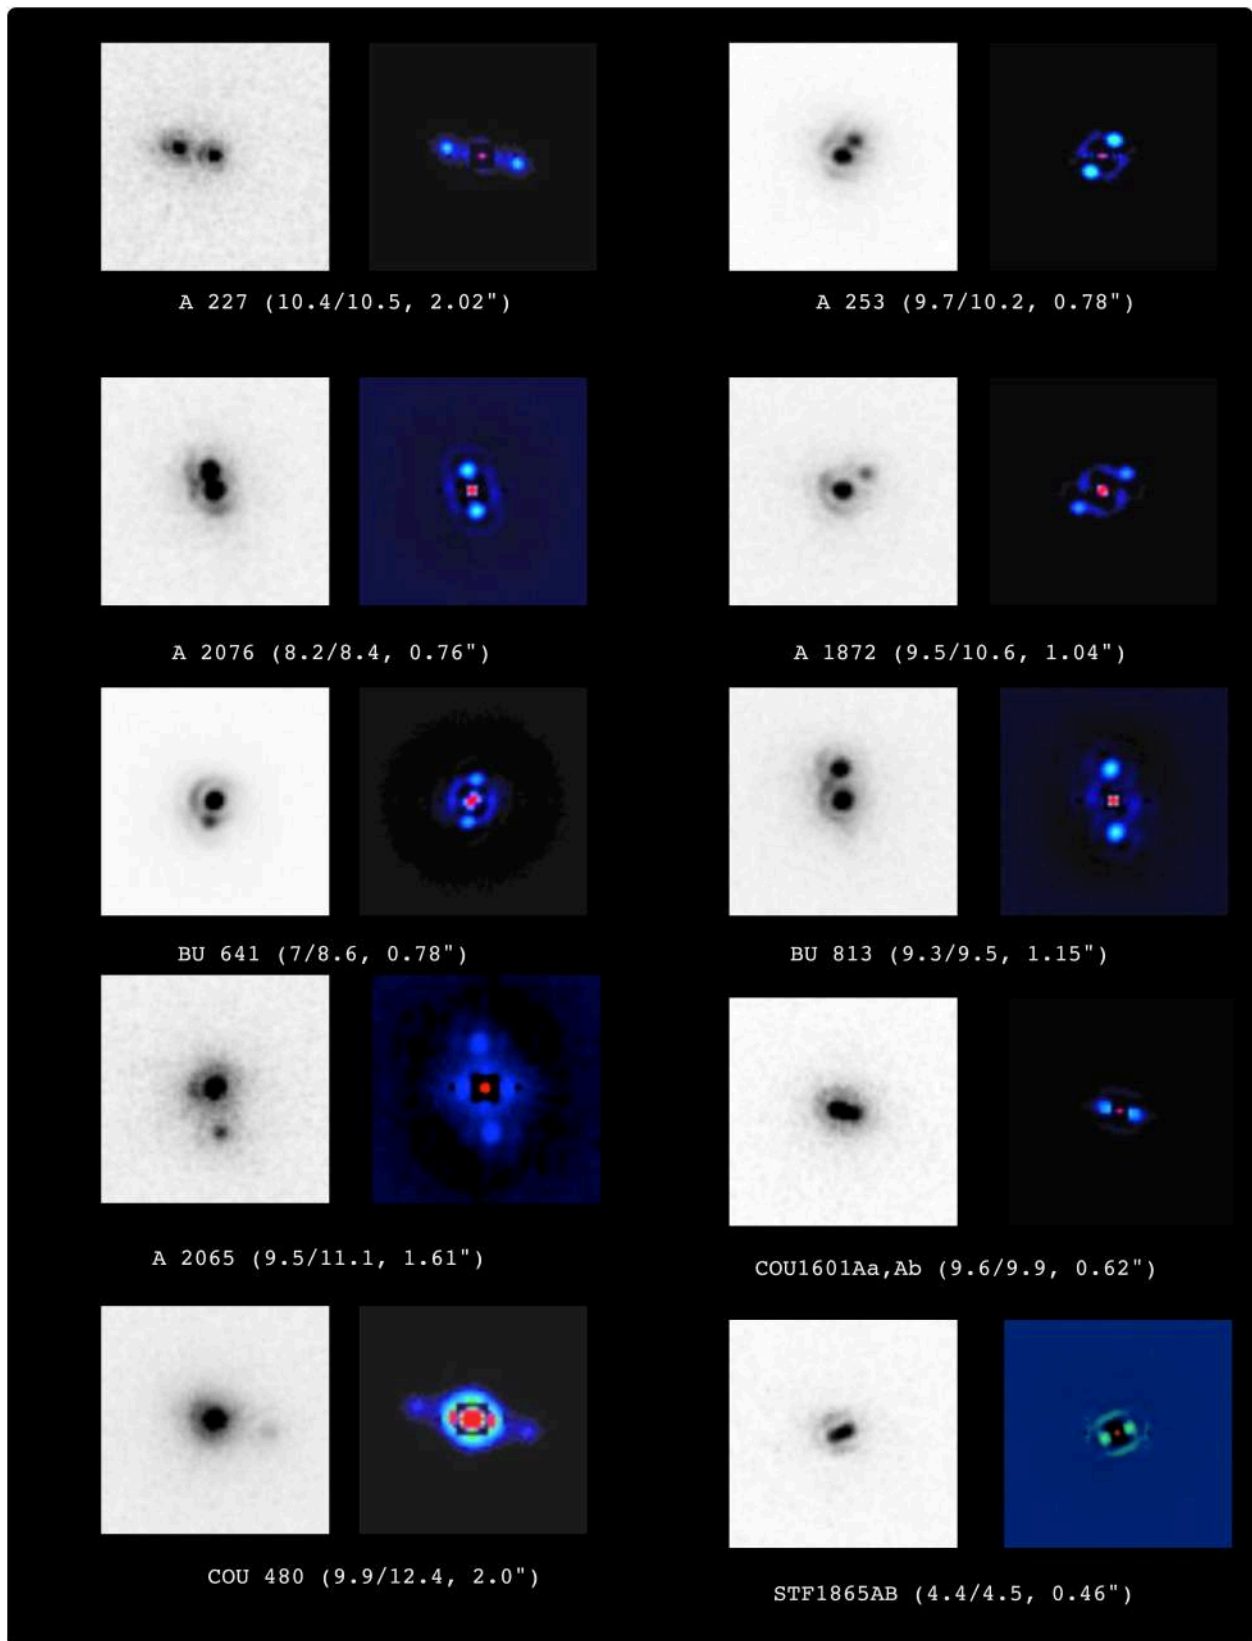 A 227 (10.4/10.5, 2.02")
A 253 (9.7/10.2, 0.78")
A 2076 (8.2/8.4, 0.76")
A 1872 (9.5/10.6, 1.04")
BU 641 (7/8.6, 0.78")
BU 813 (9.3/9.5, 1.15")
A 2065 (9.5/11.1, 1.61")
COU1601Aa,Ab (9.6/9.9, 0.62")
COU 480 (9.9/12.4, 2.0")
STF1865AB (4.4/4.5, 0.46")